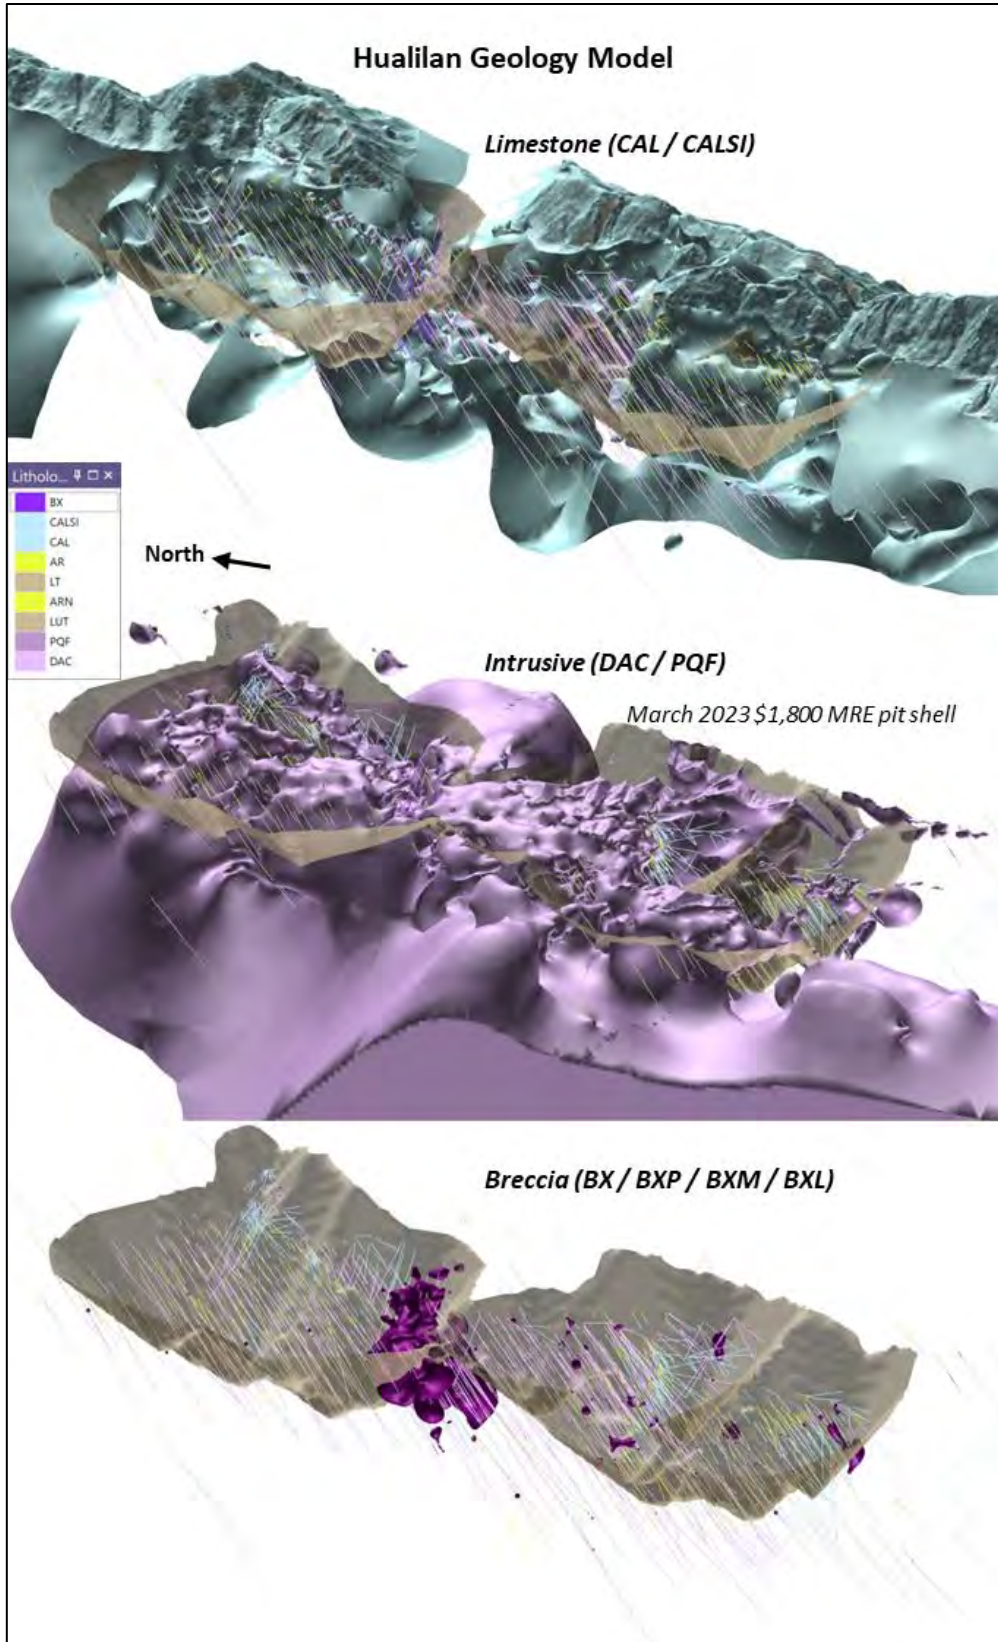 Hualilan Geology Model
Limestone (CAL / CALSI)
Litholo...
BX
CALSI
CAL
AR
LT
ARN
LUT
PQF
DAC
North
Intrusive (DAC / PQF)
March 2023 $1,800 MRE pit shell
Breccia (BX / BXP / BXM / BXL)